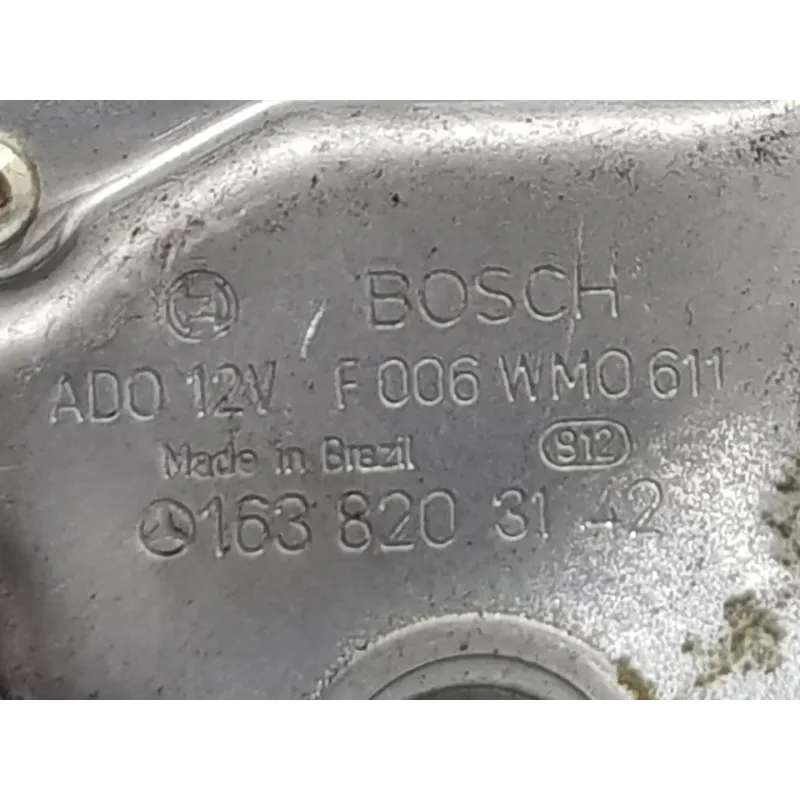 BOSCH
ADO 12V F 006 WM0 611
Made in Brazil 912
163 820 31 42